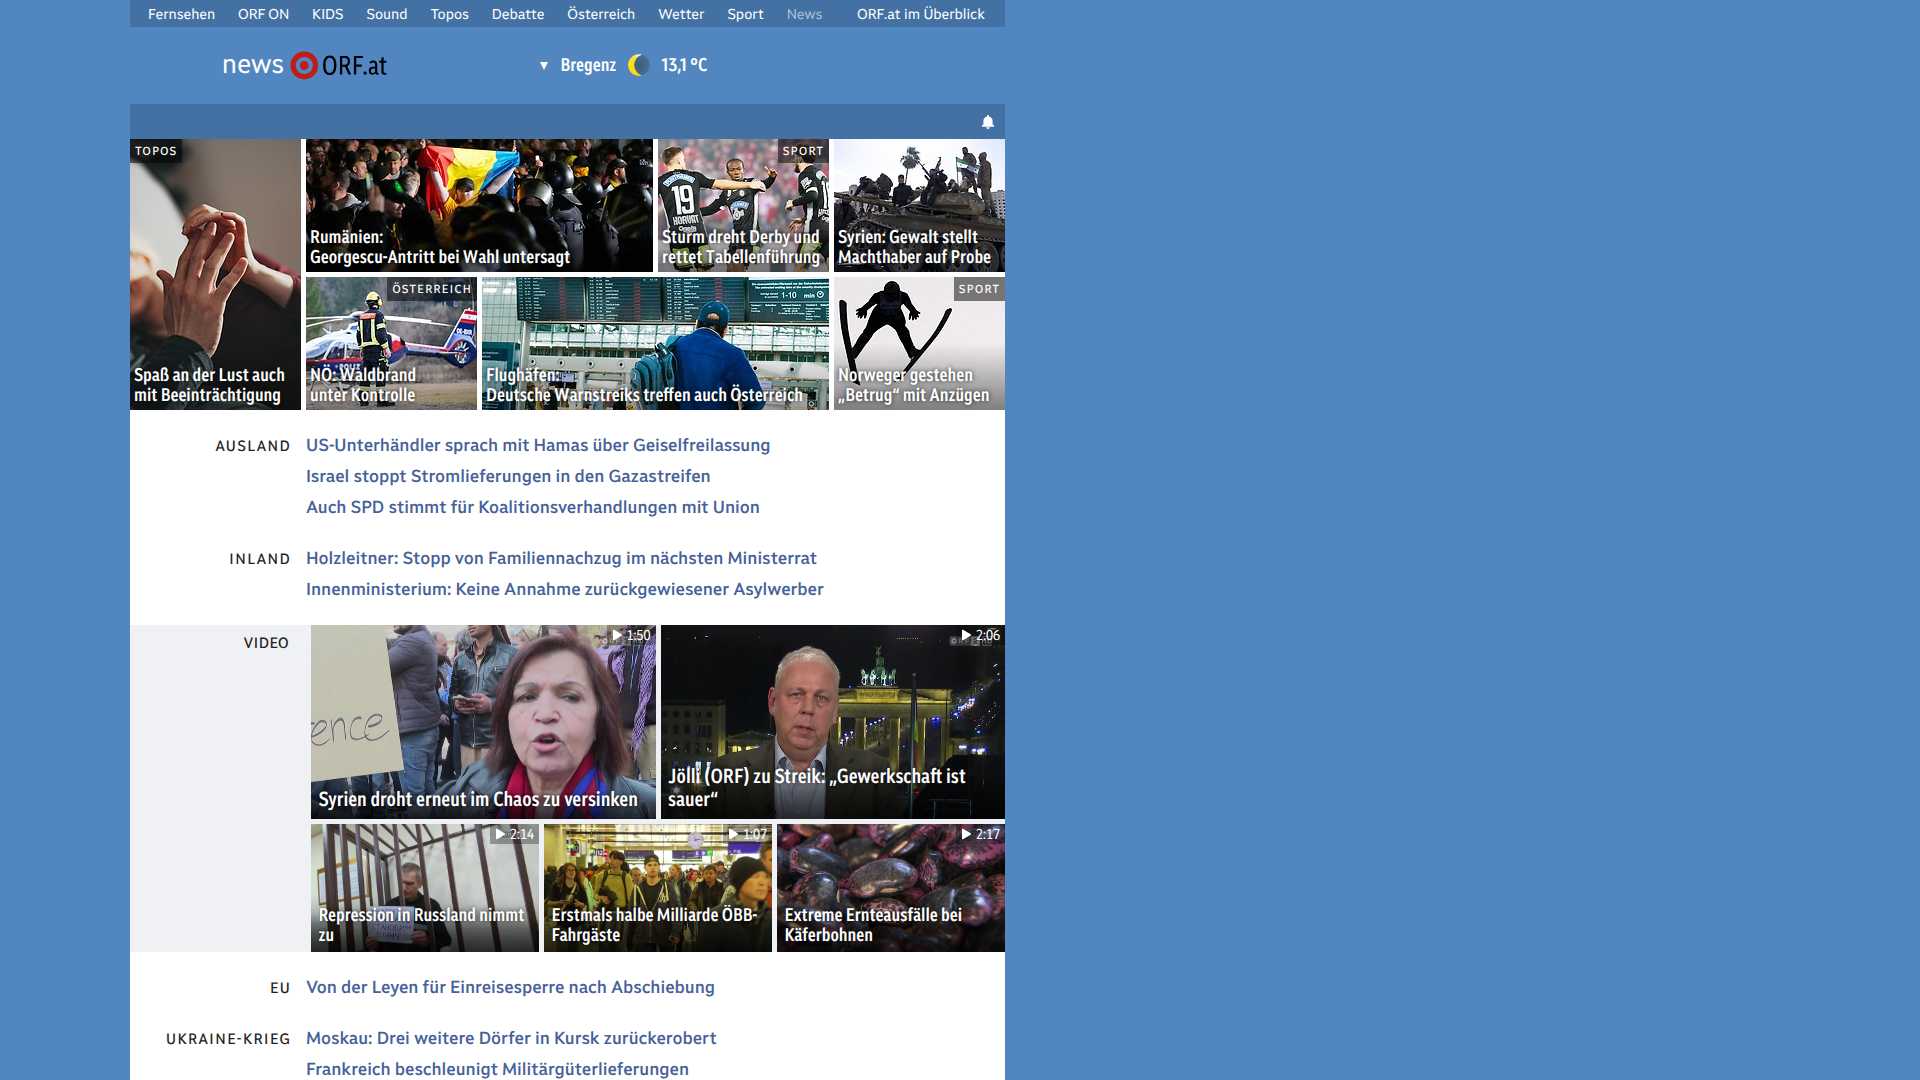 Fernsehen ORF ON KIDS Sound Topos Debatte Österreich Wetter Sport News ORF.at im Überblick
news ORF.at
▼ Bregenz 13,1 °C
TOPOS
Spaß an der Lust auch
mit Beeinträchtigung
Rumänien:
Georgescu-Antritt bei Wahl untersagt
SPORT
19
HORVAT
Sturm dreht Derby und
rettet Tabellenführung
Syrien: Gewalt stellt
Machthaber auf Probe
ÖSTERREICH
NÖ: Waldbrand
unter Kontrolle
1-10 min
Flughäfen:
Deutsche Warnstreiks treffen auch Österreich
SPORT
Norweger gestehen
„Betrug“ mit Anzügen
AUSLAND
US-Unterhändler sprach mit Hamas über Geiselfreilassung
Israel stoppt Stromlieferungen in den Gazastreifen
Auch SPD stimmt für Koalitionsverhandlungen mit Union
INLAND
Holzleitner: Stopp von Familiennachzug im nächsten Ministerrat
Innenministerium: Keine Annahme zurückgewiesener Asylwerber
VIDEO
1:50
ence
Syrien droht erneut im Chaos zu versinken
2:06
Jölli (ORF) zu Streik: „Gewerkschaft ist
sauer“
2:14
Repression in Russland nimmt
zu
1:07
Erstmals halbe Milliarde ÖBB-
Fahrgäste
2:17
Extreme Ernteausfälle bei
Käferbohnen
EU
Von der Leyen für Einreisesperre nach Abschiebung
UKRAINE-KRIEG
Moskau: Drei weitere Dörfer in Kursk zurückerobert
Frankreich beschleunigt Militärgüterlieferungen